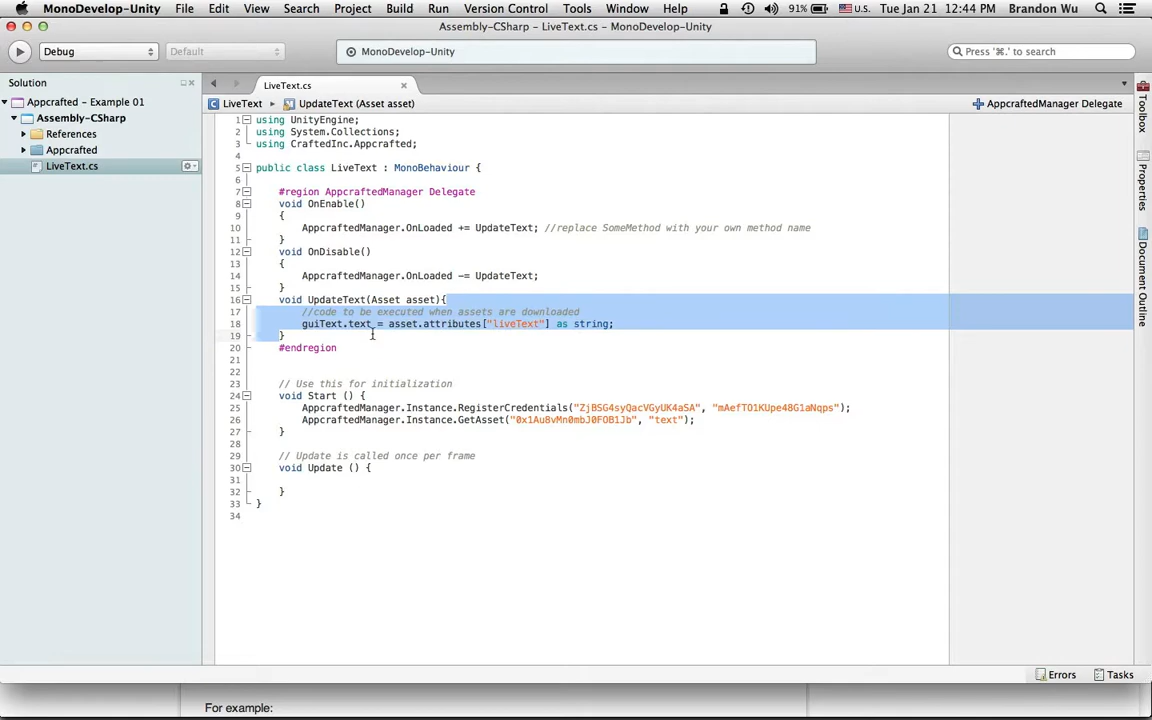 MonoDevelop-Unity File Edit View Search Project Build Run Version Control Tools Window Help 91% U.S. Tue Jan 21 12:44 PM Brandon Wu
Assembly-CSharp – LiveText.cs – MonoDevelop-Unity
Debug Default MonoDevelop-Unity Press '⌘.' to search
Solution
Appcrafted - Example 01
Assembly-CSharp
References
Appcrafted
LiveText.cs
LiveText.cs
LiveText ▸ UpdateText (Asset asset) AppcraftedManager Delegate
1 using UnityEngine;
2 using System.Collections;
3 using CraftedInc.Appcrafted;
4
5 public class LiveText : MonoBehaviour {
6
7 #region AppcraftedManager Delegate
8 void OnEnable()
9 {
10 AppcraftedManager.OnLoaded += UpdateText; //replace SomeMethod with your own method name
11 }
12 void OnDisable()
13 {
14 AppcraftedManager.OnLoaded -= UpdateText;
15 }
16 void UpdateText(Asset asset){
17 //code to be executed when assets are downloaded
18 guiText.text = asset.attributes["liveText"] as string;
19 }
20 #endregion
21
22
23 // Use this for initialization
24 void Start () {
25 AppcraftedManager.Instance.RegisterCredentials("ZjBSG4syQacVGyUK4aSA", "mAefTO1KUpe48G1aNqps");
26 AppcraftedManager.Instance.GetAsset("0x1Au8vMn0mbJ0FOB1Jb", "text");
27 }
28
29 // Update is called once per frame
30 void Update () {
31
32 }
33 }
34
Toolbox
Properties
Document Outline
Errors Tasks
For example: